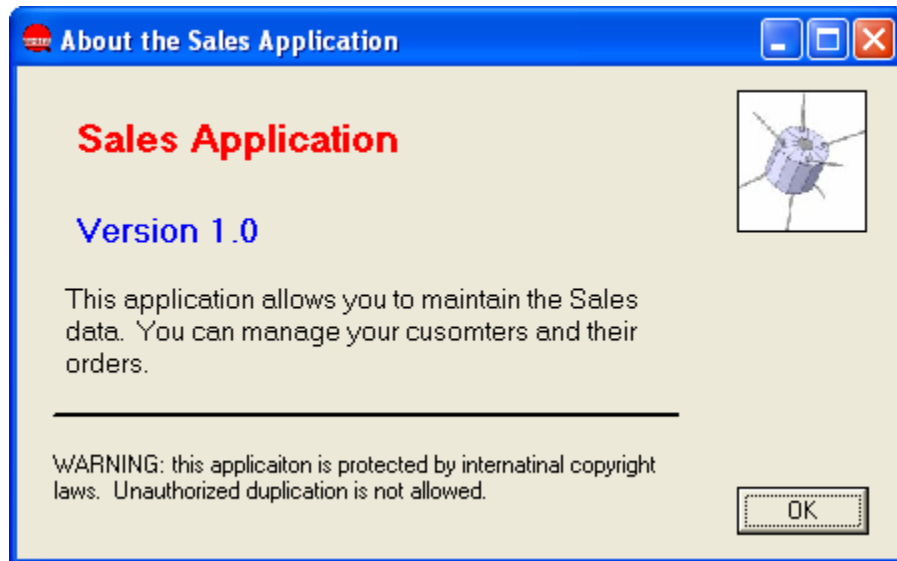 About the Sales Application
Sales Application
Version 1.0
This application allows you to maintain the Sales
data. You can manage your cusomters and their
orders.
WARNING: this applicaiton is protected by internatinal copyright
laws. Unauthorized duplication is not allowed.
OK